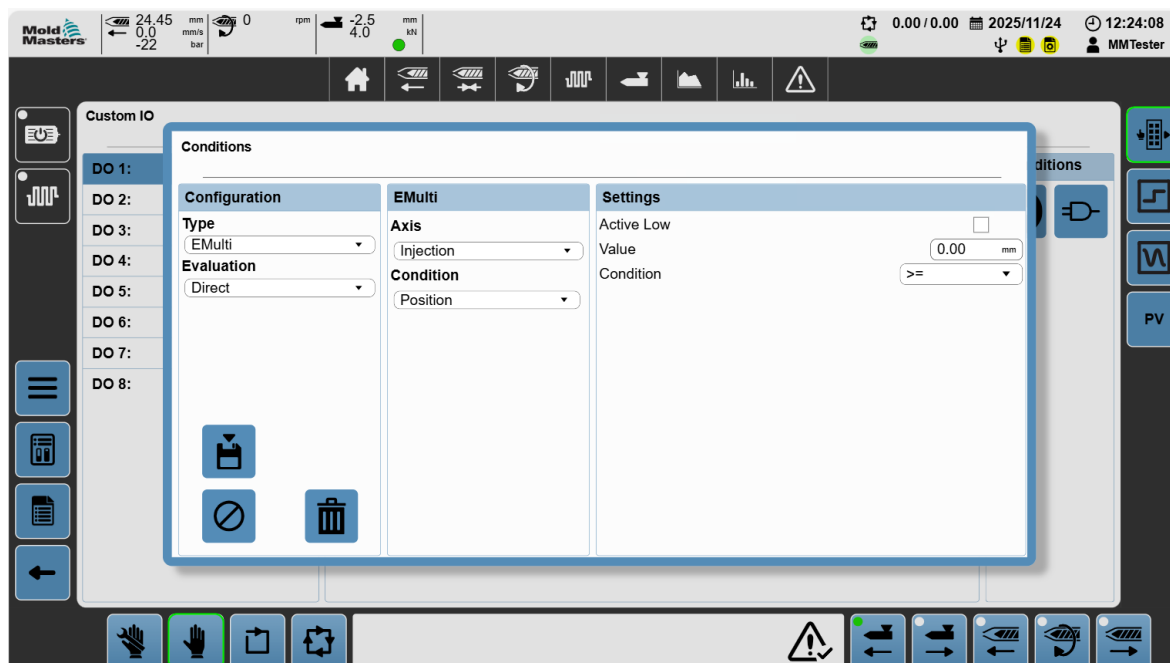 Mold
Masters
24.45 mm 0 rpm -2.5 mm
0.0 mm/s 4.0 kN
-22 bar
0.00 / 0.00 2025/11/24 12:24:08
MMTester
Custom IO
Conditions
ditions
DO 1:
DO 2:
DO 3:
DO 4:
DO 5:
DO 6:
DO 7:
DO 8:
Configuration
Type
EMulti
Evaluation
Direct
EMulti
Axis
Injection
Condition
Position
Settings
Active Low
Value 0.00 mm
Condition >=
PV